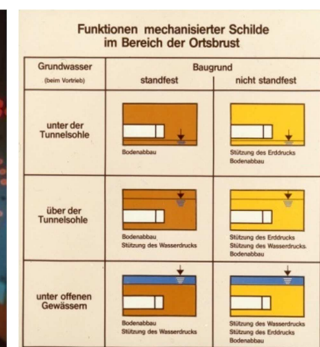 Funktionen mechanisierter Schilde
im Bereich der Ortsbrust
Grundwasser
(beim Vortrieb)
Baugrund
standfest
nicht standfest
unter der
Tunnelsohle
Bodenabbau
Stützung des Erddrucks
Bodenabbau
über der
Tunnelsohle
Bodenabbau
Stützung des Wasserdrucks
Stützung des Erddrucks
Stützung des Wasserdrucks
Bodenabbau
unter offenen
Gewässern
Bodenabbau
Stützung des Wasserdrucks
Stützung des Wasserdrucks
Stützung des Erddrucks
Bodenabbau